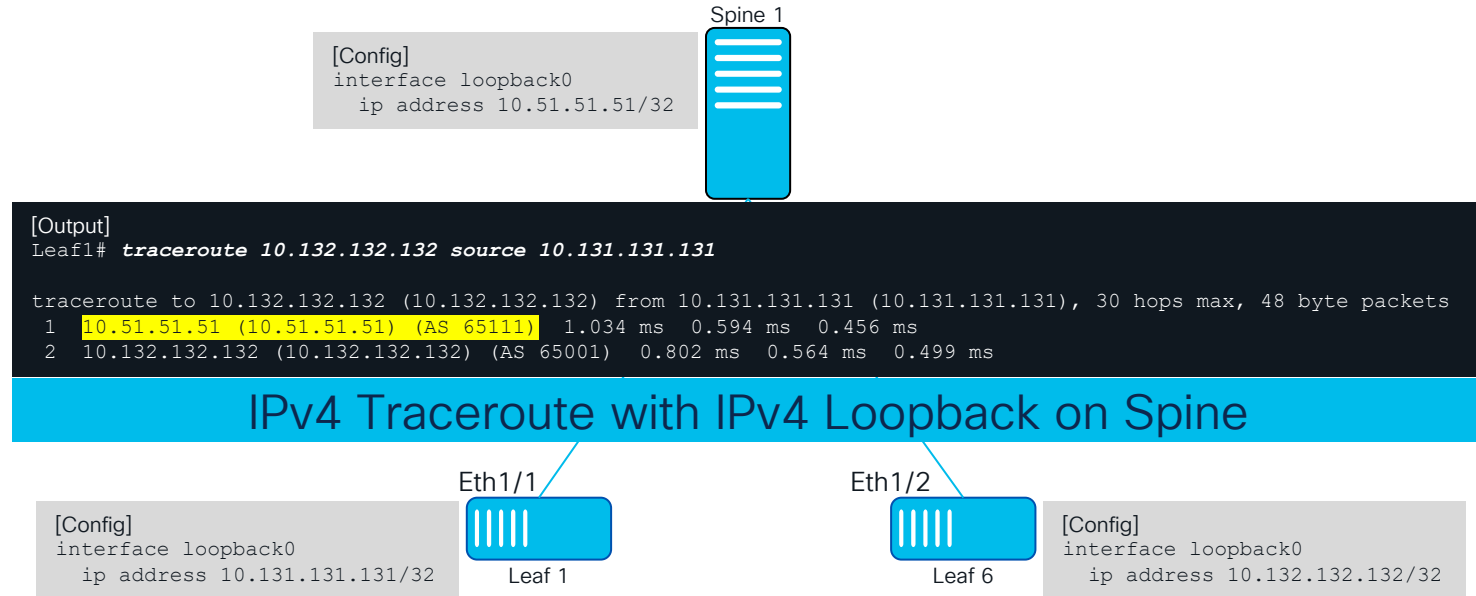 Spine 1
[Config]
interface loopback0
  ip address 10.51.51.51/32
[Output]
Leaf1# traceroute 10.132.132.132 source 10.131.131.131
traceroute to 10.132.132.132 (10.132.132.132) from 10.131.131.131 (10.131.131.131), 30 hops max, 48 byte packets
 1  10.51.51.51 (10.51.51.51) (AS 65111)  1.034 ms  0.594 ms  0.456 ms
 2  10.132.132.132 (10.132.132.132) (AS 65001)  0.802 ms  0.564 ms  0.499 ms
IPv4 Traceroute with IPv4 Loopback on Spine
Eth1/1
Eth1/2
[Config]
interface loopback0
  ip address 10.131.131.131/32
Leaf 1
Leaf 6
[Config]
interface loopback0
  ip address 10.132.132.132/32